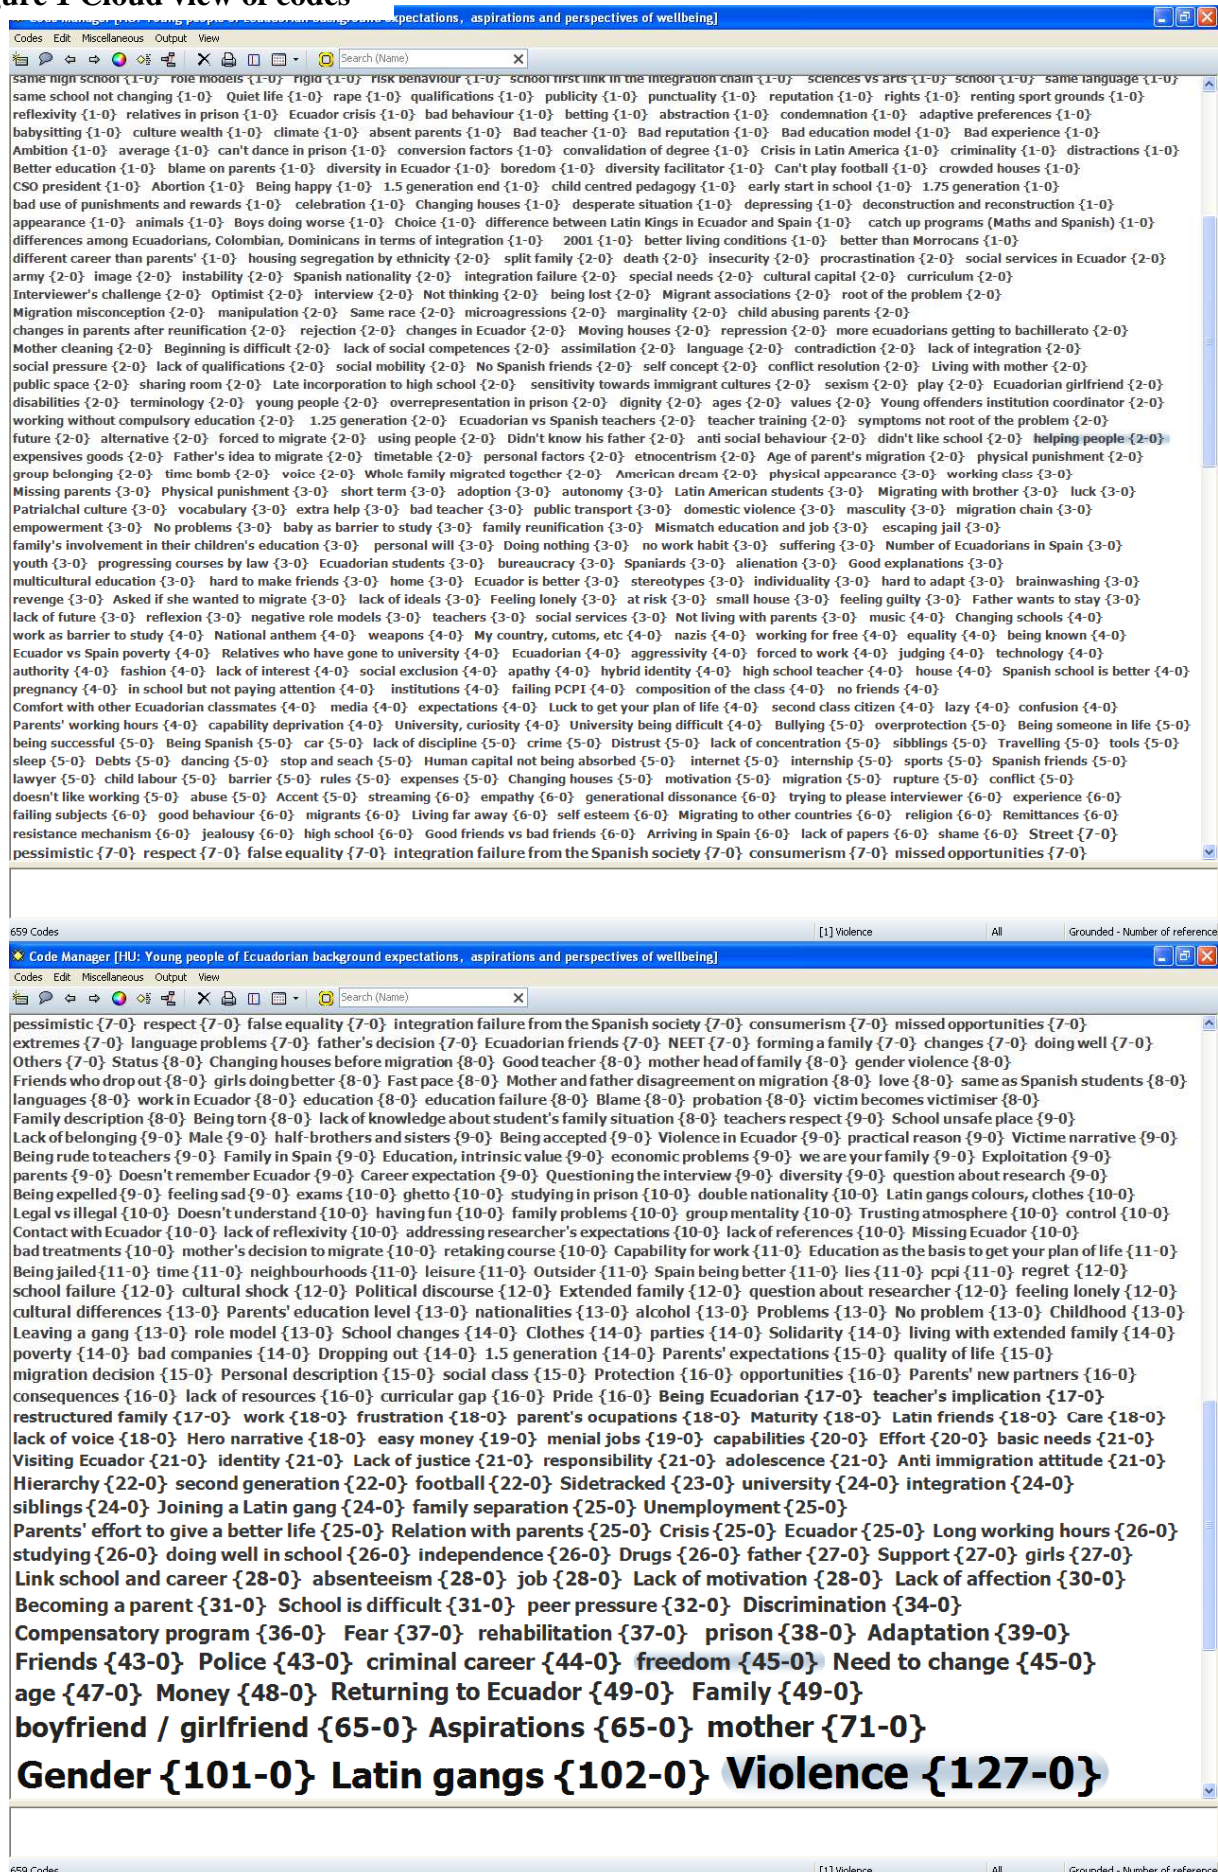 gure 1 Cloud view of codes
expectations, aspirations and perspectives of wellbeing]
Codes Edit Miscellaneous Output View
Search (Name)
same high school {1-0} role models {1-0} rigid {1-0} risk behaviour {1-0} school first link in the integration chain {1-0} sciences vs arts {1-0} school {1-0} same language {1-0}
same school not changing {1-0} Quiet life {1-0} rape {1-0} qualifications {1-0} publicity {1-0} punctuality {1-0} reputation {1-0} rights {1-0} renting sport grounds {1-0}
reflexivity {1-0} relatives in prison {1-0} Ecuador crisis {1-0} bad behaviour {1-0} betting {1-0} abstraction {1-0} condemnation {1-0} adaptive preferences {1-0}
babysitting {1-0} culture wealth {1-0} climate {1-0} absent parents {1-0} Bad teacher {1-0} Bad reputation {1-0} Bad education model {1-0} Bad experience {1-0}
Ambition {1-0} average {1-0} can't dance in prison {1-0} conversion factors {1-0} convalidation of degree {1-0} Crisis in Latin America {1-0} criminality {1-0} distractions {1-0}
Better education {1-0} blame on parents {1-0} diversity in Ecuador {1-0} boredom {1-0} diversity facilitator {1-0} Can't play football {1-0} crowded houses {1-0}
CSO president {1-0} Abortion {1-0} Being happy {1-0} 1.5 generation end {1-0} child centred pedagogy {1-0} early start in school {1-0} 1.75 generation {1-0}
bad use of punishments and rewards {1-0} celebration {1-0} Changing houses {1-0} desperate situation {1-0} depressing {1-0} deconstruction and reconstruction {1-0}
appearance {1-0} animals {1-0} Boys doing worse {1-0} Choice {1-0} difference between Latin Kings in Ecuador and Spain {1-0} catch up programs (Maths and Spanish) {1-0}
differences among Ecuadorians, Colombian, Dominicans in terms of integration {1-0} 2001 {1-0} better living conditions {1-0} better than Morrocans {1-0}
different career than parents' {1-0} housing segregation by ethnicity {2-0} split family {2-0} death {2-0} insecurity {2-0} procrastination {2-0} social services in Ecuador {2-0}
army {2-0} image {2-0} instability {2-0} Spanish nationality {2-0} integration failure {2-0} special needs {2-0} cultural capital {2-0} curriculum {2-0}
Interviewer's challenge {2-0} Optimist {2-0} interview {2-0} Not thinking {2-0} being lost {2-0} Migrant associations {2-0} root of the problem {2-0}
Migration misconception {2-0} manipulation {2-0} Same race {2-0} microagressions {2-0} marginality {2-0} child abusing parents {2-0}
changes in parents after reunification {2-0} rejection {2-0} changes in Ecuador {2-0} Moving houses {2-0} repression {2-0} more ecuadorians getting to bachillerato {2-0}
Mother cleaning {2-0} Beginning is difficult {2-0} lack of social competences {2-0} assimilation {2-0} language {2-0} contradiction {2-0} lack of integration {2-0}
social pressure {2-0} lack of qualifications {2-0} social mobility {2-0} No Spanish friends {2-0} self concept {2-0} conflict resolution {2-0} Living with mother {2-0}
public space {2-0} sharing room {2-0} Late incorporation to high school {2-0} sensitivity towards immigrant cultures {2-0} sexism {2-0} play {2-0} Ecuadorian girlfriend {2-0}
disabilities {2-0} terminology {2-0} young people {2-0} overrepresentation in prison {2-0} dignity {2-0} ages {2-0} values {2-0} Young offenders institution coordinator {2-0}
working without compulsory education {2-0} 1.25 generation {2-0} Ecuadorian vs Spanish teachers {2-0} teacher training {2-0} symptoms not root of the problem {2-0}
future {2-0} alternative {2-0} forced to migrate {2-0} using people {2-0} Didn't know his father {2-0} anti social behaviour {2-0} didn't like school {2-0} helping people {2-0}
expensives goods {2-0} Father's idea to migrate {2-0} timetable {2-0} personal factors {2-0} etnocentrism {2-0} Age of parent's migration {2-0} physical punishment {2-0}
group belonging {2-0} time bomb {2-0} voice {2-0} Whole family migrated together {2-0} American dream {2-0} physical appearance {3-0} working class {3-0}
Missing parents {3-0} Physical punishment {3-0} short term {3-0} adoption {3-0} autonomy {3-0} Latin American students {3-0} Migrating with brother {3-0} luck {3-0}
Patrialchal culture {3-0} vocabulary {3-0} extra help {3-0} bad teacher {3-0} public transport {3-0} domestic violence {3-0} masculity {3-0} migration chain {3-0}
empowerment {3-0} No problems {3-0} baby as barrier to study {3-0} family reunification {3-0} Mismatch education and job {3-0} escaping jail {3-0}
family's involvement in their children's education {3-0} personal will {3-0} Doing nothing {3-0} no work habit {3-0} suffering {3-0} Number of Ecuadorians in Spain {3-0}
youth {3-0} progressing courses by law {3-0} Ecuadorian students {3-0} bureaucracy {3-0} Spaniards {3-0} alienation {3-0} Good explanations {3-0}
multicultural education {3-0} hard to make friends {3-0} home {3-0} Ecuador is better {3-0} stereotypes {3-0} individuality {3-0} hard to adapt {3-0} brainwashing {3-0}
revenge {3-0} Asked if she wanted to migrate {3-0} lack of ideals {3-0} Feeling lonely {3-0} at risk {3-0} small house {3-0} feeling guilty {3-0} Father wants to stay {3-0}
lack of future {3-0} reflexion {3-0} negative role models {3-0} teachers {3-0} social services {3-0} Not living with parents {3-0} music {4-0} Changing schools {4-0}
work as barrier to study {4-0} National anthem {4-0} weapons {4-0} My country, cutoms, etc {4-0} nazis {4-0} working for free {4-0} equality {4-0} being known {4-0}
Ecuador vs Spain poverty {4-0} Relatives who have gone to university {4-0} Ecuadorian {4-0} aggressivity {4-0} forced to work {4-0} judging {4-0} technology {4-0}
authority {4-0} fashion {4-0} lack of interest {4-0} social exclusion {4-0} apathy {4-0} hybrid identity {4-0} high school teacher {4-0} house {4-0} Spanish school is better {4-0}
pregnancy {4-0} in school but not paying attention {4-0} institutions {4-0} failing PCPI {4-0} composition of the class {4-0} no friends {4-0}
Comfort with other Ecuadorian classmates {4-0} media {4-0} expectations {4-0} Luck to get your plan of life {4-0} second class citizen {4-0} lazy {4-0} confusion {4-0}
Parents' working hours {4-0} capability deprivation {4-0} University, curiosity {4-0} University being difficult {4-0} Bullying {5-0} overprotection {5-0} Being someone in life {5-0}
being successful {5-0} Being Spanish {5-0} car {5-0} lack of discipline {5-0} crime {5-0} Distrust {5-0} lack of concentration {5-0} sibblings {5-0} Travelling {5-0} tools {5-0}
sleep {5-0} Debts {5-0} dancing {5-0} stop and seach {5-0} Human capital not being absorbed {5-0} internet {5-0} internship {5-0} sports {5-0} Spanish friends {5-0}
lawyer {5-0} child labour {5-0} barrier {5-0} rules {5-0} expenses {5-0} Changing houses {5-0} motivation {5-0} migration {5-0} rupture {5-0} conflict {5-0}
doesn't like working {5-0} abuse {5-0} Accent {5-0} streaming {6-0} empathy {6-0} generational dissonance {6-0} trying to please interviewer {6-0} experience {6-0}
failing subjects {6-0} good behaviour {6-0} migrants {6-0} Living far away {6-0} self esteem {6-0} Migrating to other countries {6-0} religion {6-0} Remittances {6-0}
resistance mechanism {6-0} jealousy {6-0} high school {6-0} Good friends vs bad friends {6-0} Arriving in Spain {6-0} lack of papers {6-0} shame {6-0} Street {7-0}
pessimistic {7-0} respect {7-0} false equality {7-0} integration failure from the Spanish society {7-0} consumerism {7-0} missed opportunities {7-0}
659 Codes [1] Violence All Grounded - Number of reference
Code Manager [HU: Young people of Ecuadorian background expectations, aspirations and perspectives of wellbeing]
Codes Edit Miscellaneous Output View
Search (Name)
pessimistic {7-0} respect {7-0} false equality {7-0} integration failure from the Spanish society {7-0} consumerism {7-0} missed opportunities {7-0}
extremes {7-0} language problems {7-0} father's decision {7-0} Ecuadorian friends {7-0} NEET {7-0} forming a family {7-0} changes {7-0} doing well {7-0}
Others {7-0} Status {8-0} Changing houses before migration {8-0} Good teacher {8-0} mother head of family {8-0} gender violence {8-0}
Friends who drop out {8-0} girls doing better {8-0} Fast pace {8-0} Mother and father disagreement on migration {8-0} love {8-0} same as Spanish students {8-0}
languages {8-0} work in Ecuador {8-0} education {8-0} education failure {8-0} Blame {8-0} probation {8-0} victim becomes victimiser {8-0}
Family description {8-0} Being torn {8-0} lack of knowledge about student's family situation {8-0} teachers respect {9-0} School unsafe place {9-0}
Lack of belonging {9-0} Male {9-0} half-brothers and sisters {9-0} Being accepted {9-0} Violence in Ecuador {9-0} practical reason {9-0} Victime narrative {9-0}
Being rude to teachers {9-0} Family in Spain {9-0} Education, intrinsic value {9-0} economic problems {9-0} we are your family {9-0} Exploitation {9-0}
parents {9-0} Doesn't remember Ecuador {9-0} Career expectation {9-0} Questioning the interview {9-0} diversity {9-0} question about research {9-0}
Being expelled {9-0} feeling sad {9-0} exams {10-0} ghetto {10-0} studying in prison {10-0} double nationality {10-0} Latin gangs colours, clothes {10-0}
Legal vs illegal {10-0} Doesn't understand {10-0} having fun {10-0} family problems {10-0} group mentality {10-0} Trusting atmosphere {10-0} control {10-0}
Contact with Ecuador {10-0} lack of reflexivity {10-0} addressing researcher's expectations {10-0} lack of references {10-0} Missing Ecuador {10-0}
bad treatments {10-0} mother's decision to migrate {10-0} retaking course {10-0} Capability for work {11-0} Education as the basis to get your plan of life {11-0}
Being jailed {11-0} time {11-0} neighbourhoods {11-0} leisure {11-0} Outsider {11-0} Spain being better {11-0} lies {11-0} pcpi {11-0} regret {12-0}
school failure {12-0} cultural shock {12-0} Political discourse {12-0} Extended family {12-0} question about researcher {12-0} feeling lonely {12-0}
cultural differences {13-0} Parents' education level {13-0} nationalities {13-0} alcohol {13-0} Problems {13-0} No problem {13-0} Childhood {13-0}
Leaving a gang {13-0} role model {13-0} School changes {14-0} Clothes {14-0} parties {14-0} Solidarity {14-0} living with extended family {14-0}
poverty {14-0} bad companies {14-0} Dropping out {14-0} 1.5 generation {14-0} Parents' expectations {15-0} quality of life {15-0}
migration decision {15-0} Personal description {15-0} social class {15-0} Protection {16-0} opportunities {16-0} Parents' new partners {16-0}
consequences {16-0} lack of resources {16-0} curricular gap {16-0} Pride {16-0} Being Ecuadorian {17-0} teacher's implication {17-0}
restructured family {17-0} work {18-0} frustration {18-0} parent's ocupations {18-0} Maturity {18-0} Latin friends {18-0} Care {18-0}
lack of voice {18-0} Hero narrative {18-0} easy money {19-0} menial jobs {19-0} capabilities {20-0} Effort {20-0} basic needs {21-0}
Visiting Ecuador {21-0} identity {21-0} Lack of justice {21-0} responsibility {21-0} adolescence {21-0} Anti immigration attitude {21-0}
Hierarchy {22-0} second generation {22-0} football {22-0} Sidetracked {23-0} university {24-0} integration {24-0}
siblings {24-0} Joining a Latin gang {24-0} family separation {25-0} Unemployment {25-0}
Parents' effort to give a better life {25-0} Relation with parents {25-0} Crisis {25-0} Ecuador {25-0} Long working hours {26-0}
studying {26-0} doing well in school {26-0} independence {26-0} Drugs {26-0} father {27-0} Support {27-0} girls {27-0}
Link school and career {28-0} absenteeism {28-0} job {28-0} Lack of motivation {28-0} Lack of affection {30-0}
Becoming a parent {31-0} School is difficult {31-0} peer pressure {32-0} Discrimination {34-0}
Compensatory program {36-0} Fear {37-0} rehabilitation {37-0} prison {38-0} Adaptation {39-0}
Friends {43-0} Police {43-0} criminal career {44-0} freedom {45-0} Need to change {45-0}
age {47-0} Money {48-0} Returning to Ecuador {49-0} Family {49-0}
boyfriend / girlfriend {65-0} Aspirations {65-0} mother {71-0}
Gender {101-0} Latin gangs {102-0} Violence {127-0}
659 Codes [1] Violence All Grounded - Number of reference